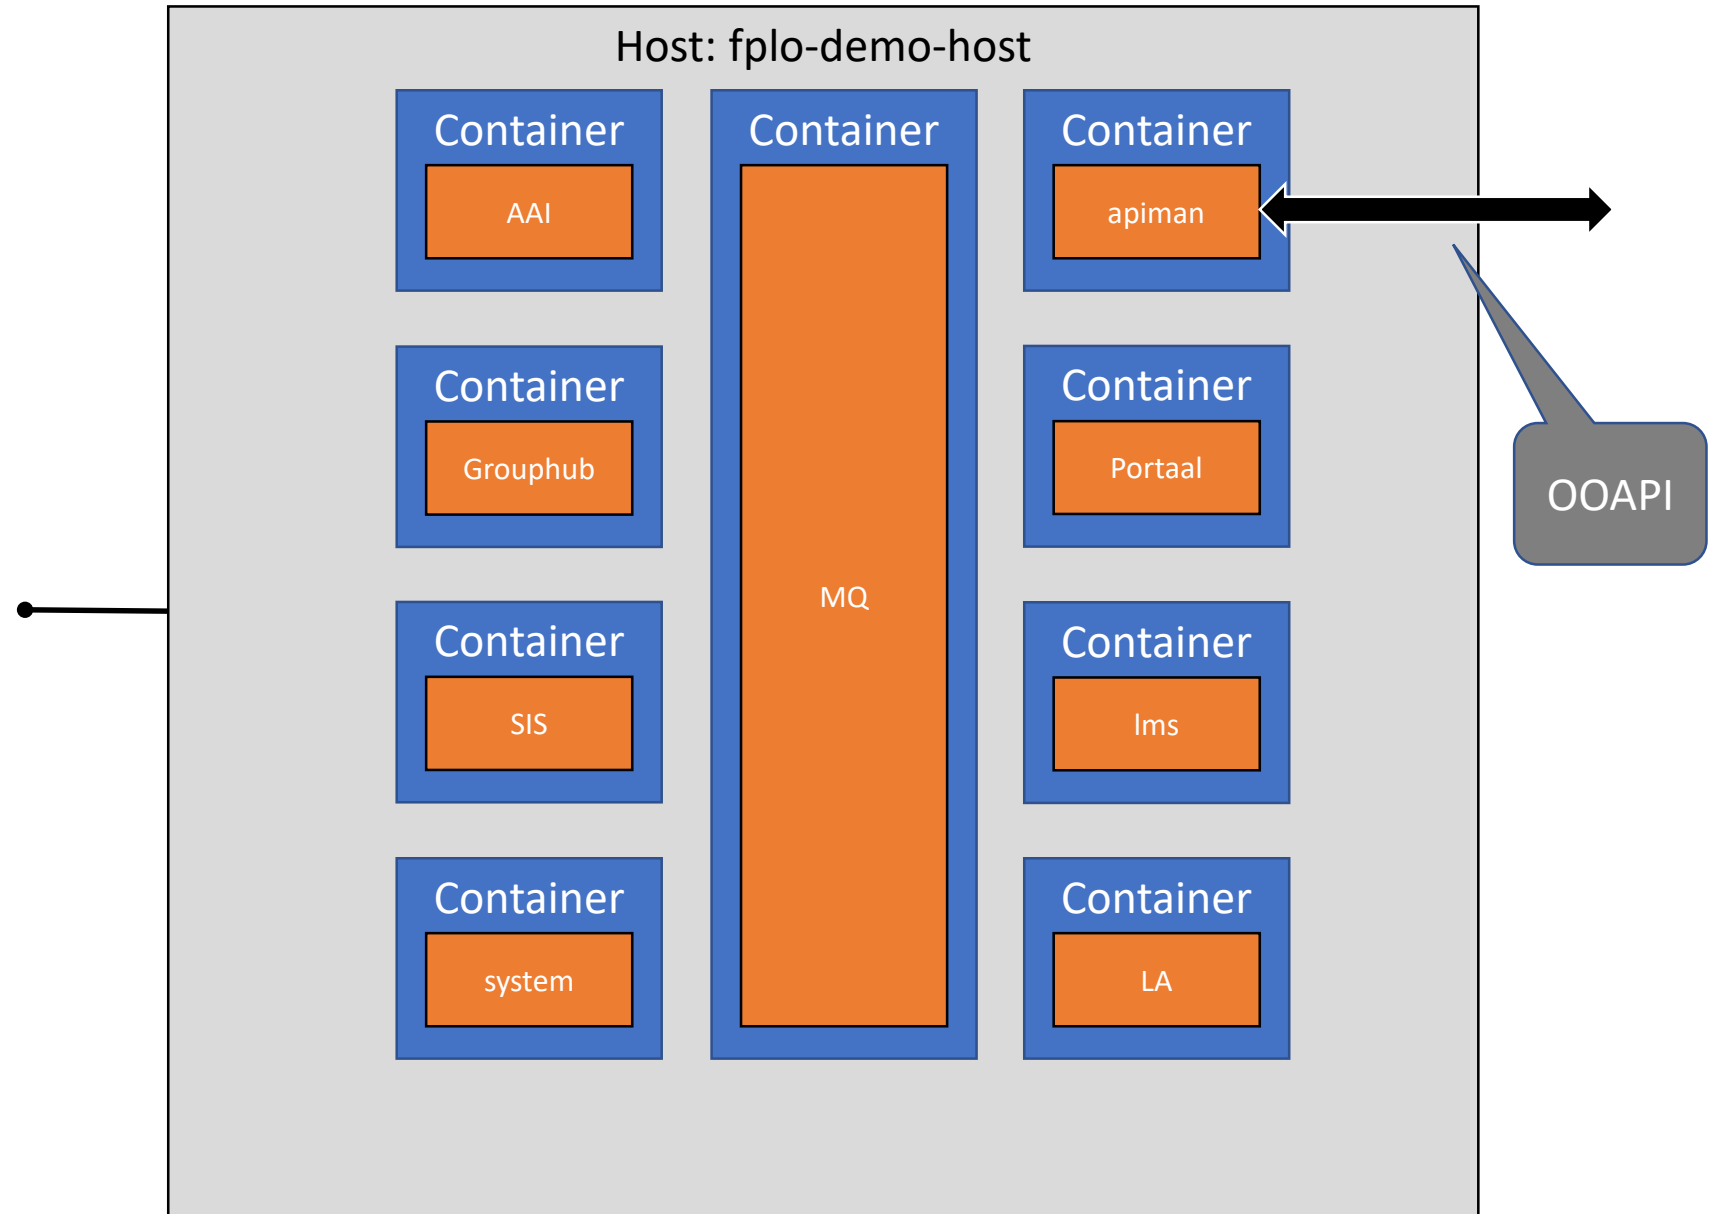 Host: fplo-demo-host
Container
AAI
Container
Grouphub
Container
SIS
Container
system
Container
MQ
Container
apiman
Container
Portaal
Container
lms
Container
LA
OOAPI